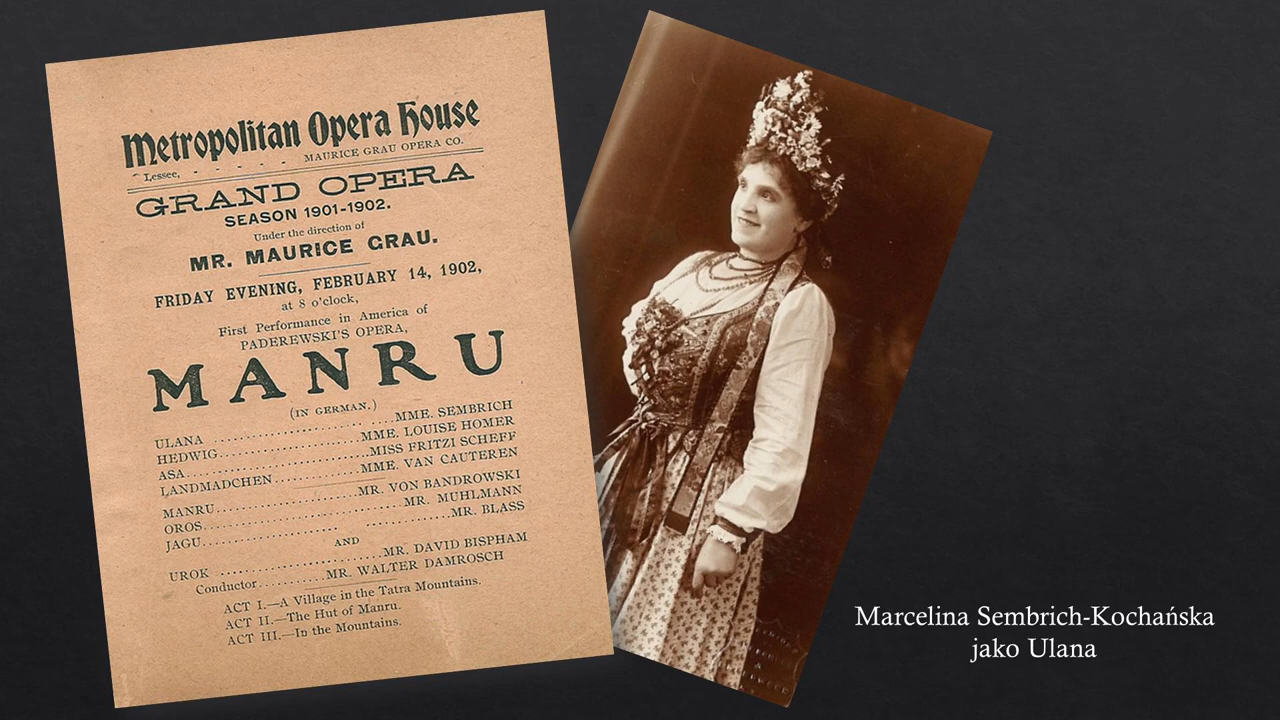 Metropolitan Opera House
Lessee, - - - - - MAURICE GRAU OPERA CO.
GRAND OPERA
SEASON 1901-1902.
Under the direction of
MR. MAURICE GRAU.
FRIDAY EVENING, FEBRUARY 14, 1902,
at 8 o'clock,
First Performance in America of
PADEREWSKI'S OPERA,
MANRU
(IN GERMAN.)
ULANA ........................ MME. SEMBRICH
HEDWIG........................MME. LOUISE HOMER
ASA........................MISS FRITZI SCHEFF
LANDMADCHEN............MME. VAN CAUTEREN
MANRU........................MR. VON BANDROWSKI
OROS........................MR. MUHLMANN
JAGU........................MR. BLASS
AND
UROK ........................MR. DAVID BISPHAM
Conductor............MR. WALTER DAMROSCH
ACT I.—A Village in the Tatra Mountains.
ACT II.—The Hut of Manru.
ACT III.—In the Mountains.
Marcelina Sembrich-Kochańska
jako Ulana